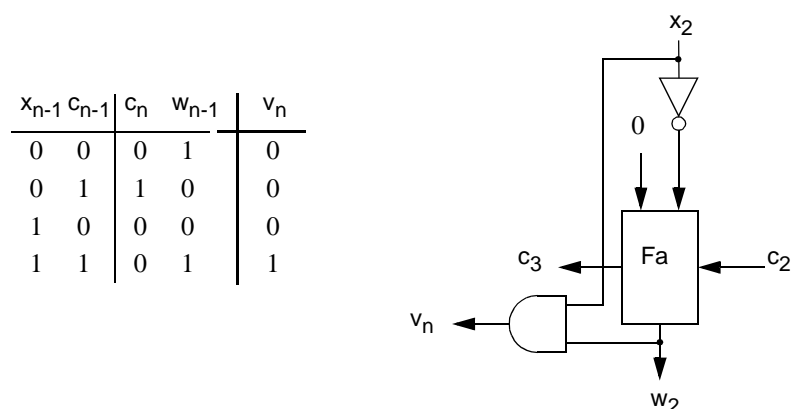 x_{n-1} c_{n-1} c_n w_{n-1} v_n
0 0 0 1 0
0 1 1 0 0
1 0 0 0 0
1 1 0 1 1
x_2
0
c_3
Fa
c_2
v_n
w_2